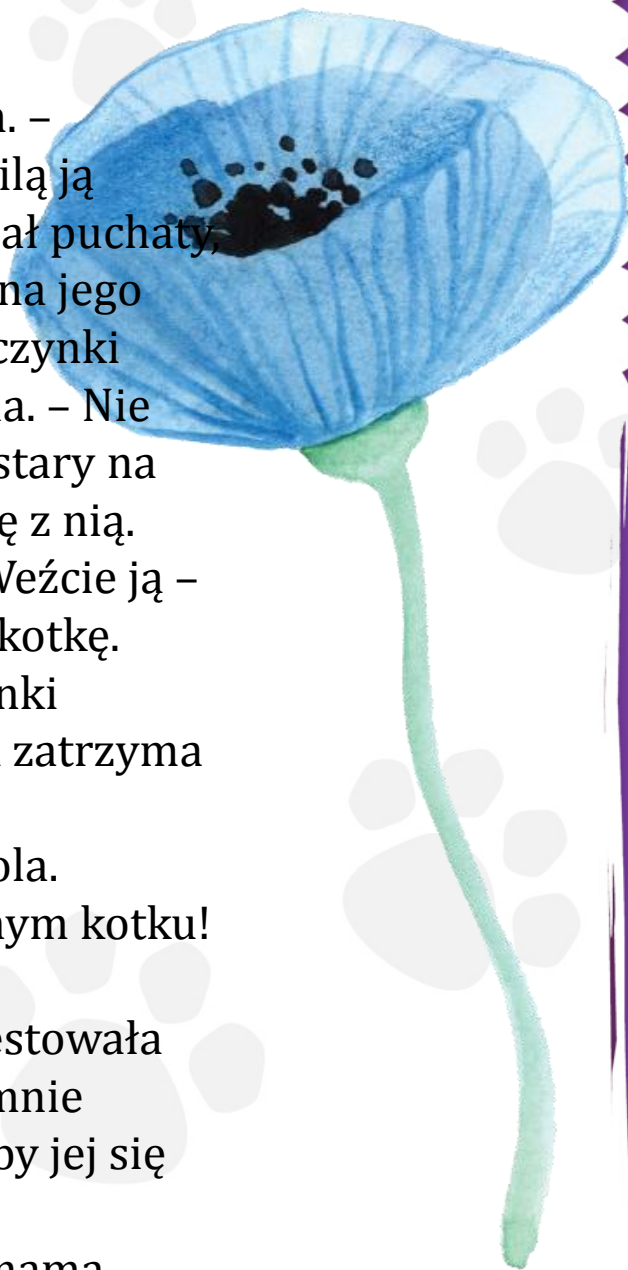 . –
ilą ją
ał puchaty,
na jego
czynki
a. – Nie
stary na
ę z nią.
Weźcie ją –
kotkę.
nki
zatrzyma
ola.
nym kotku!
estowała
mnie
by jej się
mama